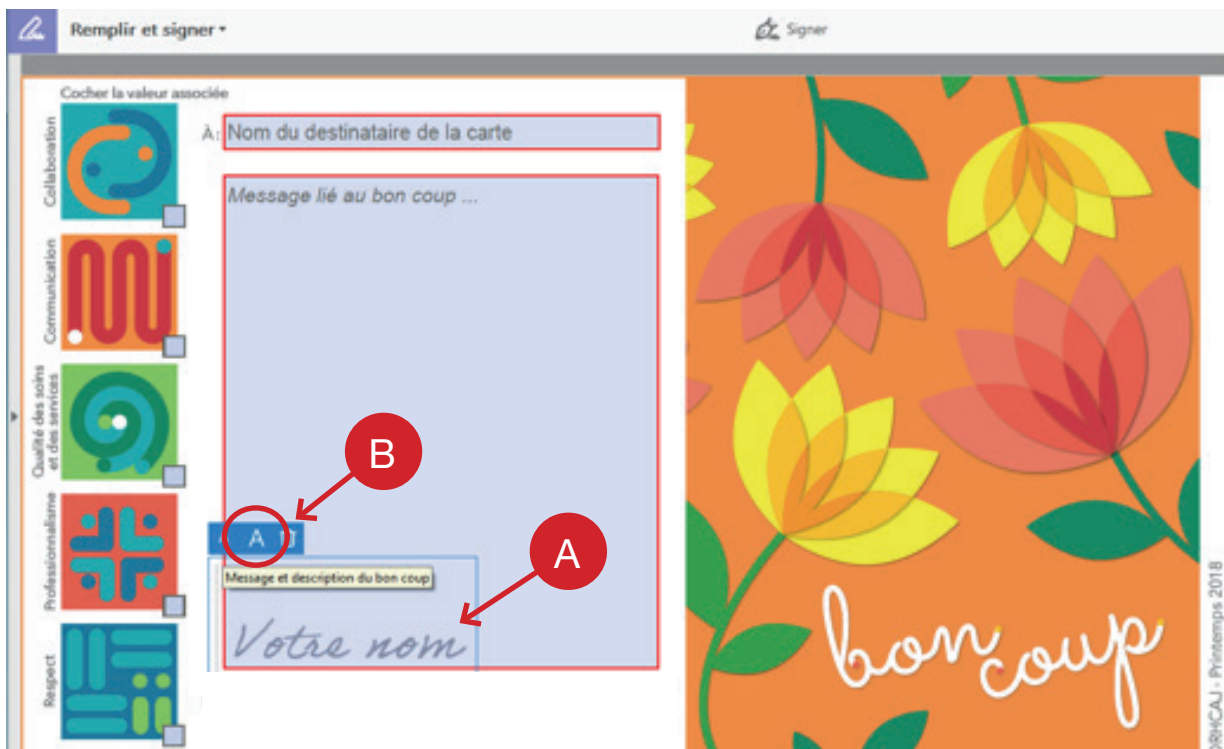 Remplir et signer
Signer
Cocher la valeur associée
Collaboration
Communication
Qualité des soins
et des services
Professionnalisme
Respect
À:
Nom du destinataire de la carte
Message lié au bon coup ...
B
A
A
Message et description du bon coup
Votre nom
bon
coup
DRHCAJ - Printemps 2018